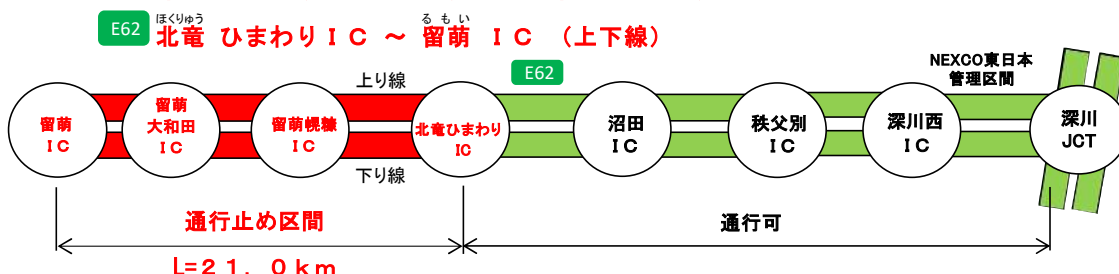 ほくりゅう るもい
E62 北竜 ひまわりIC ～ 留萌 IC （上下線）
上り線
E62
NEXCO東日本
管理区間
留萌
IC
留萌
大和田
IC
留萌幌糠
IC
北竜ひまわり
IC
沼田
IC
秩父別
IC
深川西
IC
深川
JCT
下り線
通行止め区間
通行可
L=21．0km